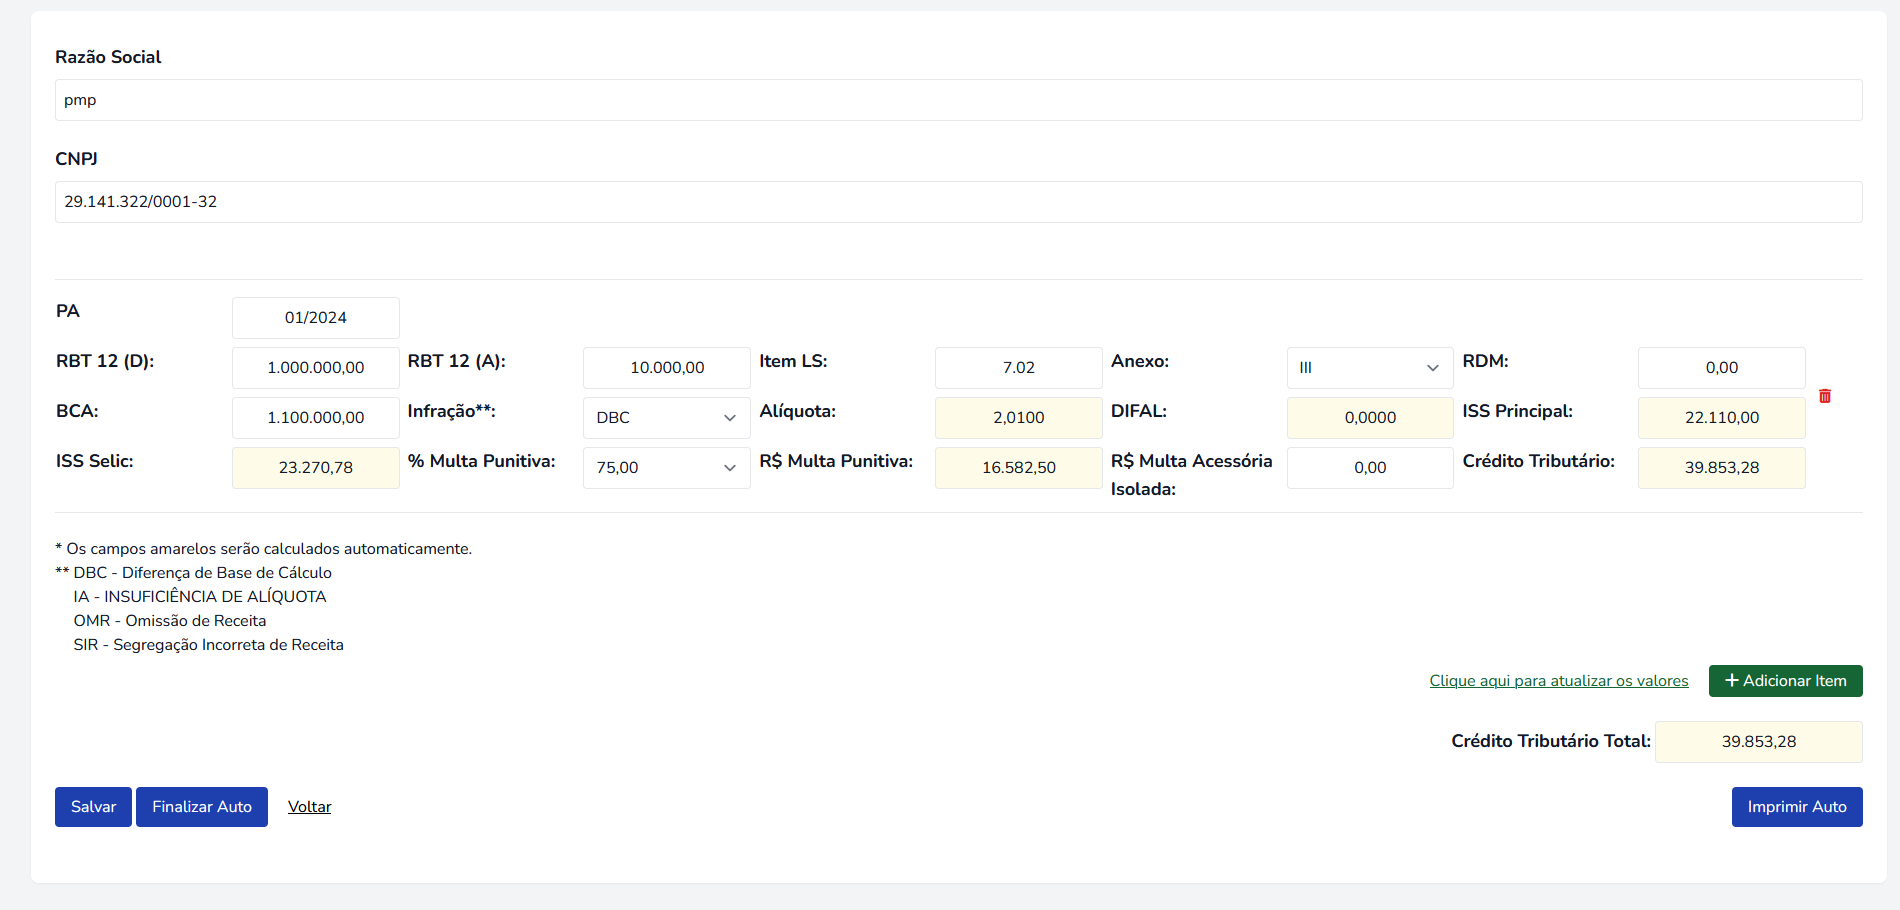 Razão Social
pmp
CNPJ
29.141.322/0001-32
PA 01/2024
RBT 12 (D): 1.000.000,00 RBT 12 (A): 10.000,00 Item LS: 7.02 Anexo: III RDM: 0,00
BCA: 1.100.000,00 Infração**: DBC Alíquota: 2,0100 DIFAL: 0,0000 ISS Principal: 22.110,00
ISS Selic: 23.270,78 % Multa Punitiva: 75,00 R$ Multa Punitiva: 16.582,50 R$ Multa Acessória Isolada: 0,00 Crédito Tributário: 39.853,28
* Os campos amarelos serão calculados automaticamente.
** DBC - Diferença de Base de Cálculo
IA - INSUFICIÊNCIA DE ALÍQUOTA
OMR - Omissão de Receita
SIR - Segregação Incorreta de Receita
Clique aqui para atualizar os valores + Adicionar Item
Crédito Tributário Total: 39.853,28
Salvar Finalizar Auto Voltar Imprimir Auto